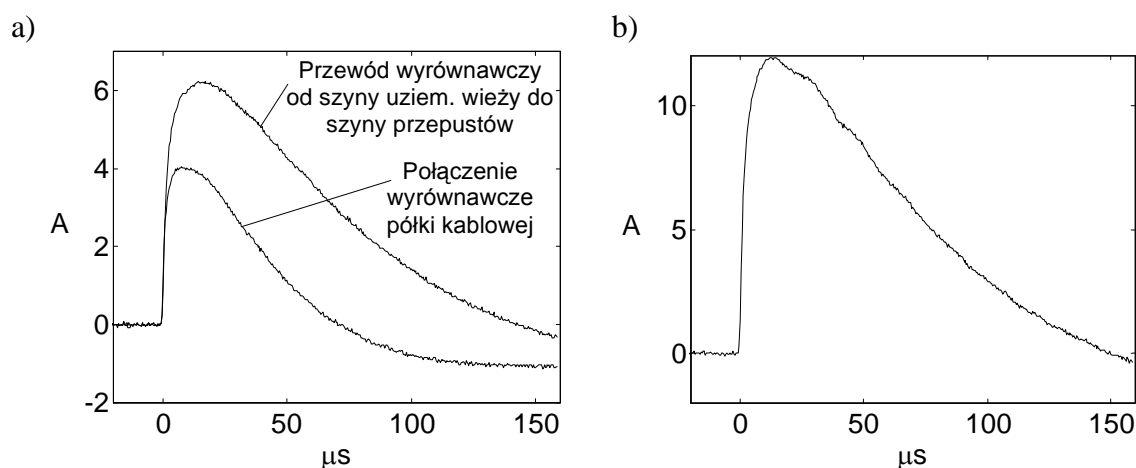 a)
6
4
2
0
-2
A
Przewód wyrównawczy
od szyny uziem. wieży do
szyny przepustów
Połączenie
wyrównawcze
półki kablowej
0
50
100
150
μs
b)
10
5
0
A
0
50
100
150
μs